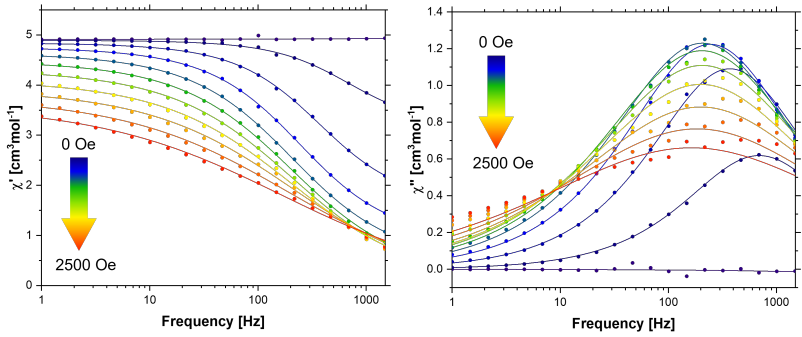 5
4
3
2
1
0
χ' [cm³mol⁻¹]
0 Oe
2500 Oe
1
10
100
1000
Frequency [Hz]
1.4
1.2
1.0
0.8
0.6
0.4
0.2
0.0
χ" [cm³mol⁻¹]
0 Oe
2500 Oe
1
10
100
1000
Frequency [Hz]